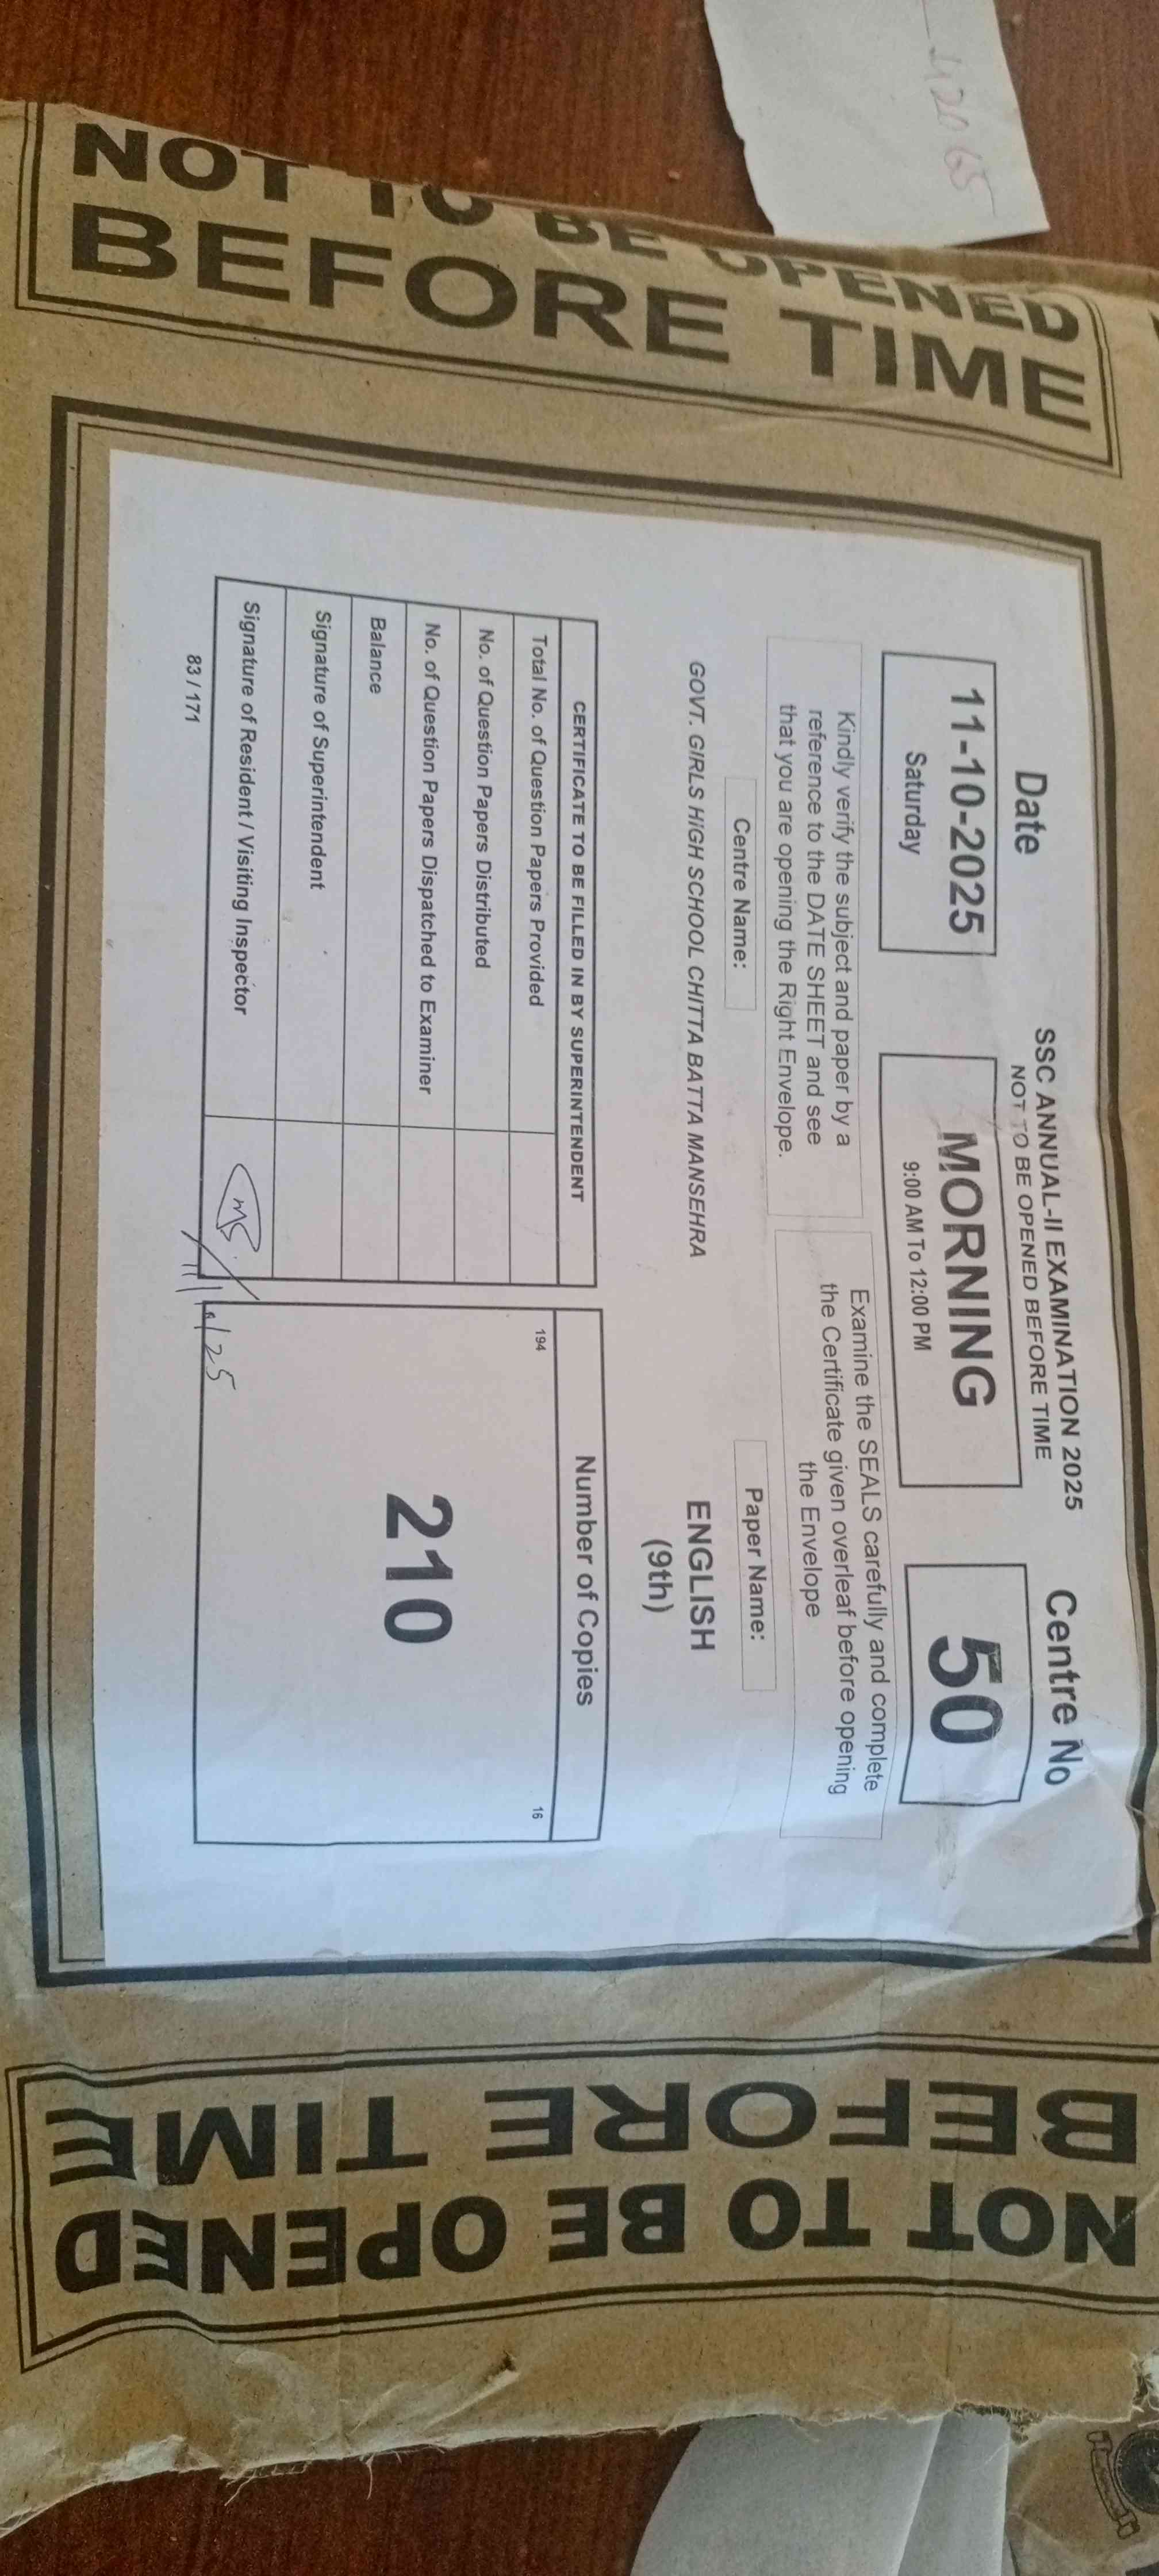 42065
NOT TO BE OPENED
BEFORE TIME
SSC ANNUAL-II EXAMINATION 2025
NOT TO BE OPENED BEFORE TIME
Date
11-10-2025
Saturday
MORNING
9:00 AM To 12:00 PM
Centre No
50
Kindly verify the subject and paper by a
reference to the DATE SHEET and see
that you are opening the Right Envelope.
Examine the SEALS carefully and complete
the Certificate given overleaf before opening
the Envelope
Centre Name:
Paper Name:
GOVT. GIRLS HIGH SCHOOL CHITTA BATTA MANSEHRA
ENGLISH
(9th)
CERTIFICATE TO BE FILLED IN BY SUPERINTENDENT
Total No. of Question Papers Provided
No. of Question Papers Distributed
No. of Question Papers Dispatched to Examiner
Balance
Signature of Superintendent
Signature of Resident / Visiting Inspector
83 / 171
Number of Copies
194
16
210
NOT TO BE OPENED
BEFORE TIME